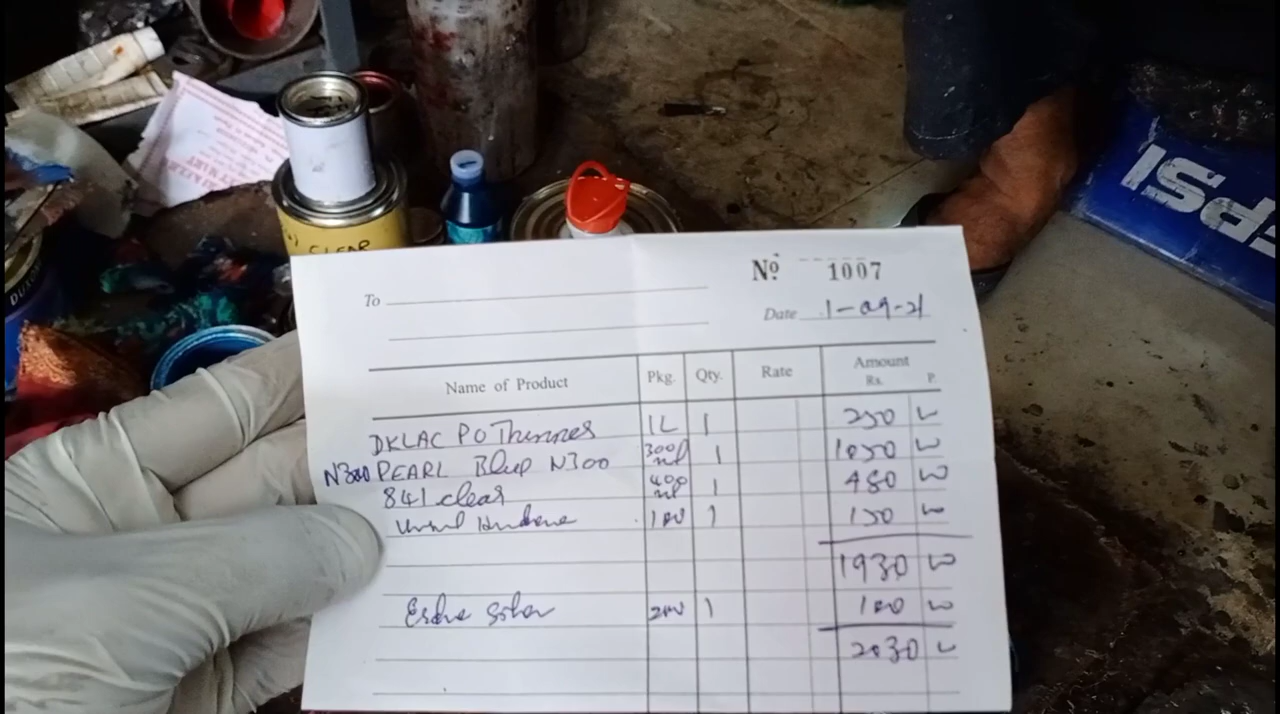 CLEAR
PEPSI
No. 1007
To
Date 1-09-21
Name of Product Pkg. Qty. Rate Amount Rs. P.
DKLAC PU Thinner 1L 1 250
N300 PEARL Blue N300 300 ml 1 1050
841 clear 400 ml 1 480
100 1 150
1930
200 1 100
2030